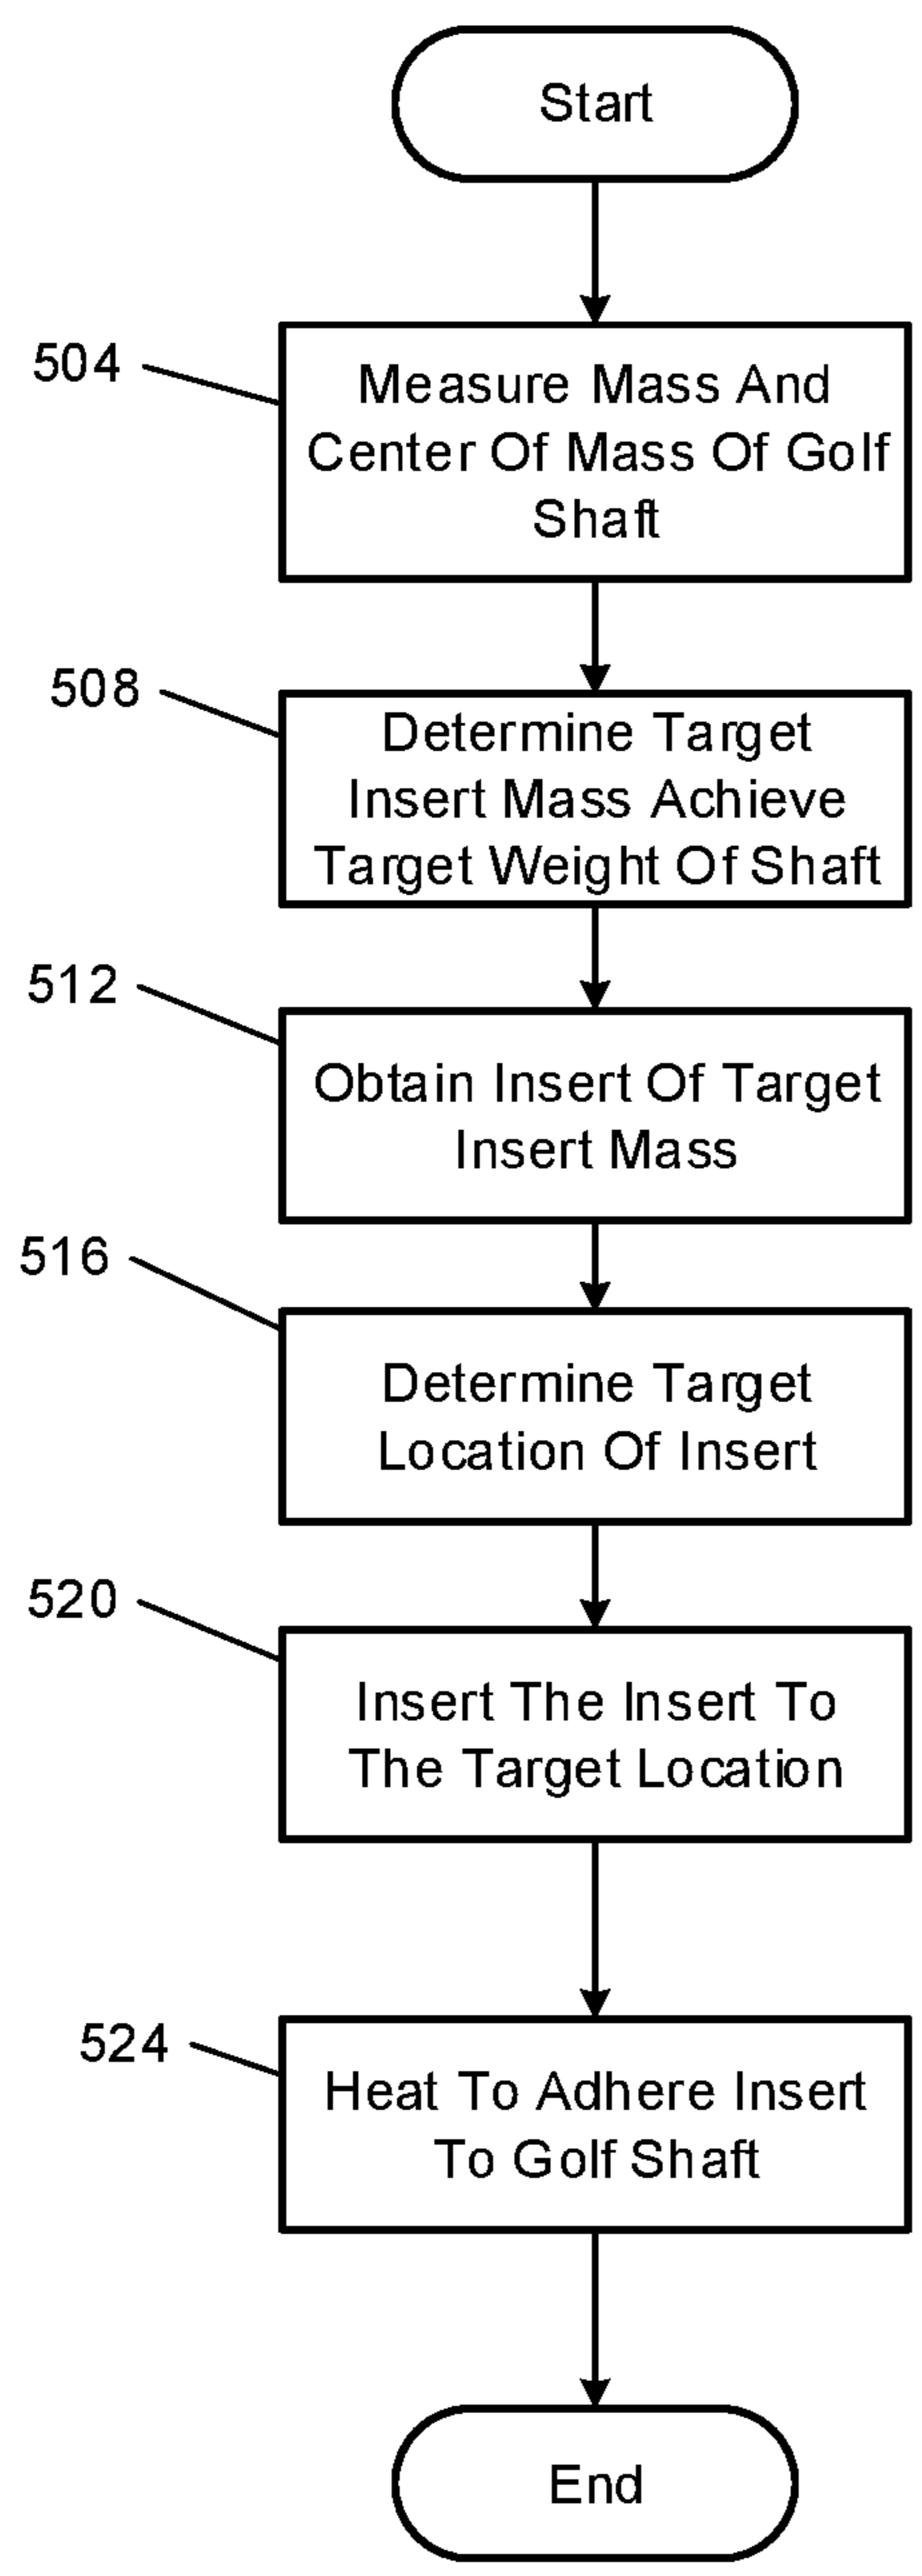 Start
504
Measure Mass And
Center Of Mass Of Golf
Shaft
508
Determine Target
Insert Mass Achieve
Target Weight Of Shaft
512
Obtain Insert Of Target
Insert Mass
516
Determine Target
Location Of Insert
520
Insert The Insert To
The Target Location
524
Heat To Adhere Insert
To Golf Shaft
End